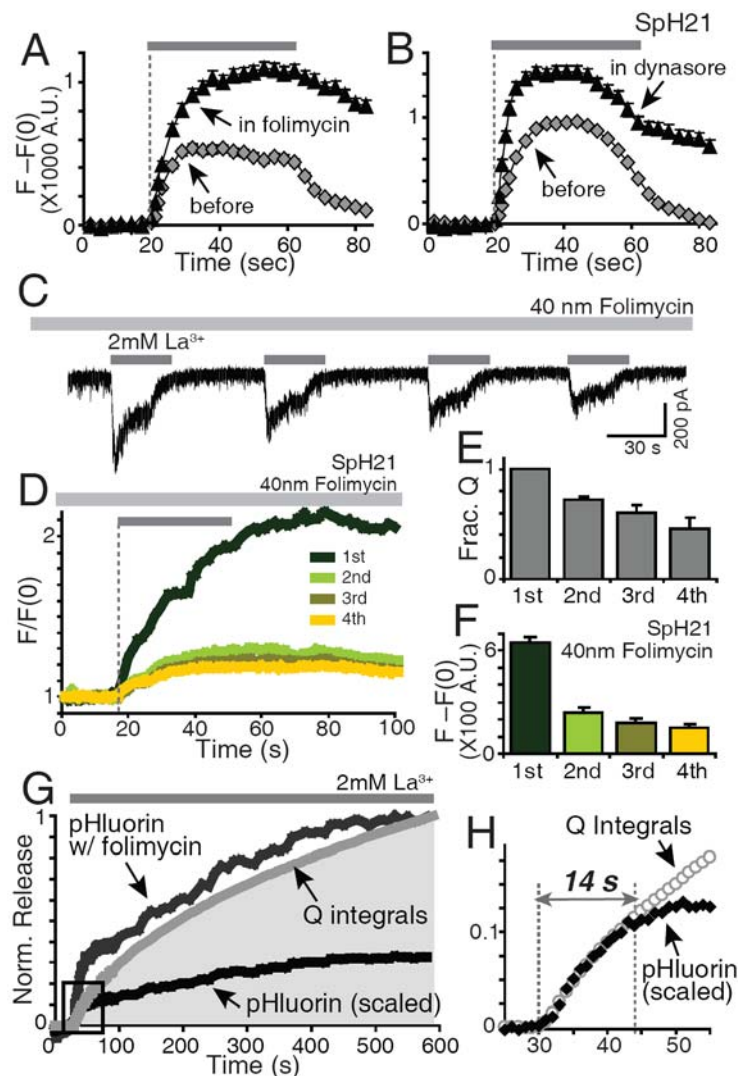 A
F –F(0)
(X1000 A.U.)
1
0
0
20
40
60
80
Time (sec)
in folimycin
before
B
SpH21
1
0
0
20
40
60
80
Time (sec)
in dynasore
before
C
40 nm Folimycin
2mM La³⁺
200 pA
30 s
D
SpH21
40nm Folimycin
F/F(0)
2
1
0
20
40
60
80
100
Time (s)
1st
2nd
3rd
4th
E
Frac. Q
1
0
1st
2nd
3rd
4th
F
SpH21
40nm Folimycin
F –F(0)
(X100 A.U.)
6
0
1st
2nd
3rd
4th
G
2mM La³⁺
Norm. Release
1
0
0
100
200
300
400
500
600
Time (s)
pHluorin
w/ folimycin
Q integrals
pHluorin (scaled)
H
Q Integrals
14 s
0.1
0
30
40
50
pHluorin
(scaled)